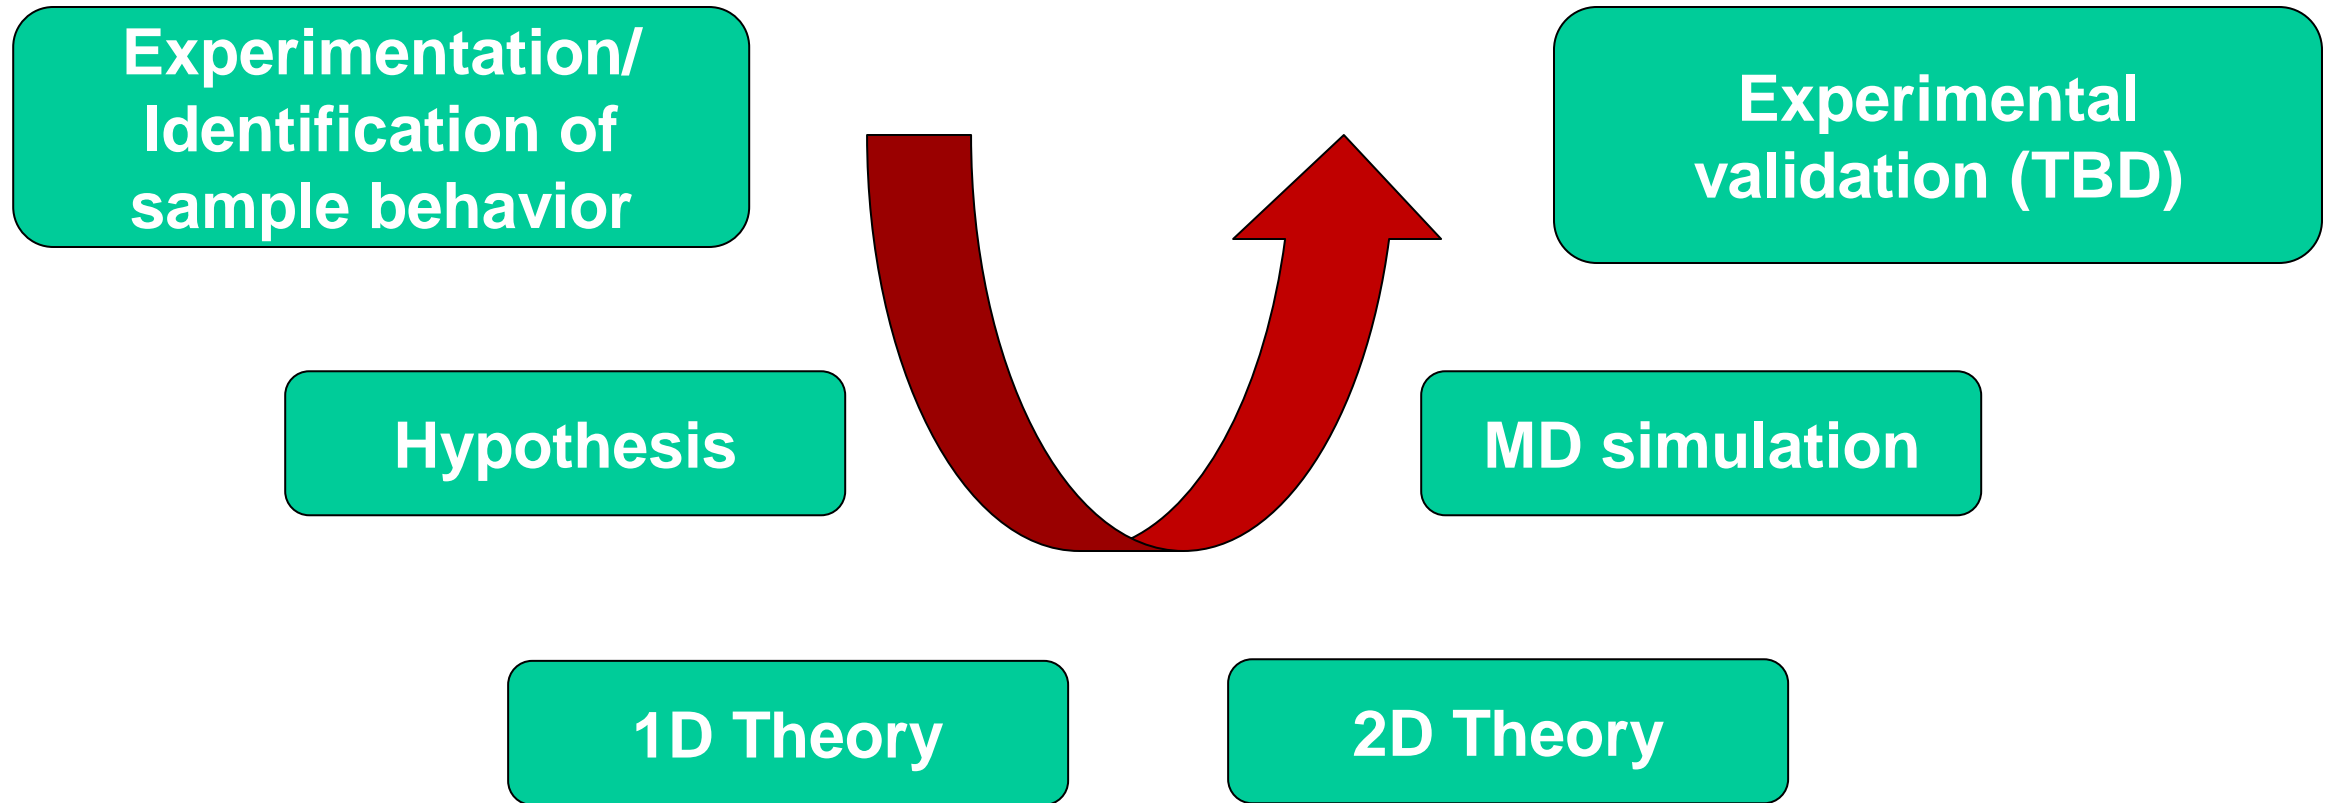 Experimentation/
Identification of
sample behavior
Experimental
validation (TBD)
Hypothesis
MD simulation
1D Theory
2D Theory